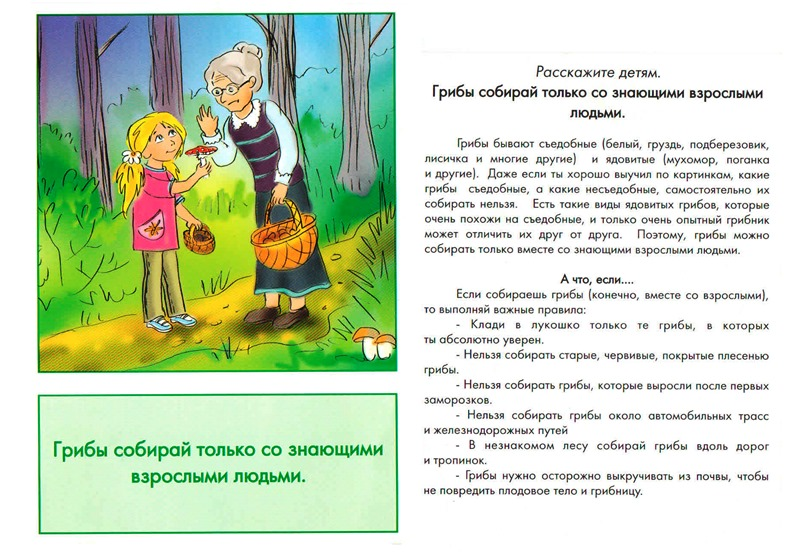 Грибы собирай только со знающими
взрослыми людьми.
Расскажите детям.
Грибы собирай только со знающими взрослыми
людьми.
Грибы бывают съедобные (белый, груздь, подберезовик,
лисичка и многие другие) и ядовитые (мухомор, поганка
и другие). Даже если ты хорошо выучил по картинкам, какие
грибы съедобные, а какие несъедобные, самостоятельно их
собирать нельзя. Есть такие виды ядовитых грибов, которые
очень похожи на съедобные, и только очень опытный грибник
может отличить их друг от друга. Поэтому, грибы можно
собирать только вместе со знающими взрослыми людьми.
А что, если....
Если собираешь грибы (конечно, вместе со взрослыми),
то выполняй важные правила:
- Клади в лукошко только те грибы, в которых
ты абсолютно уверен.
- Нельзя собирать старые, червивые, покрытые плесенью
грибы.
- Нельзя собирать грибы, которые выросли после первых
заморозков.
- Нельзя собирать грибы около автомобильных трасс
и железнодорожных путей
- В незнакомом лесу собирай грибы вдоль дорог
и тропинок.
- Грибы нужно осторожно выкручивать из почвы, чтобы
не повредить плодовое тело и грибницу.